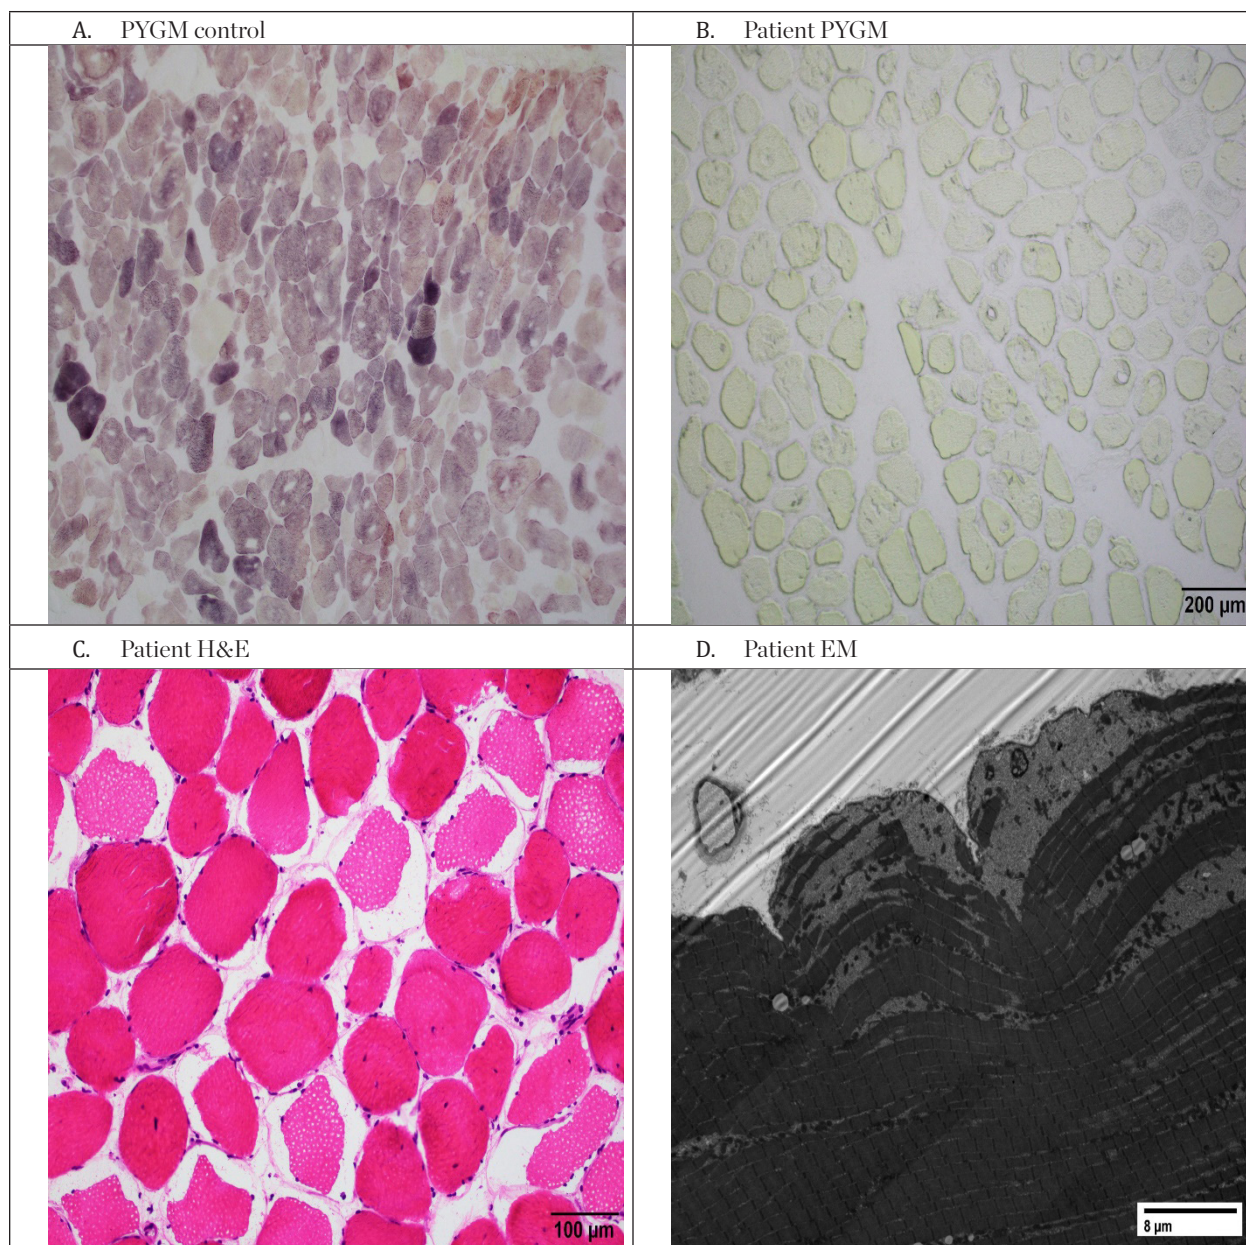 A. PYGM control
B. Patient PYGM
200 µm
C. Patient H&E
D. Patient EM
100 µm
8 µm